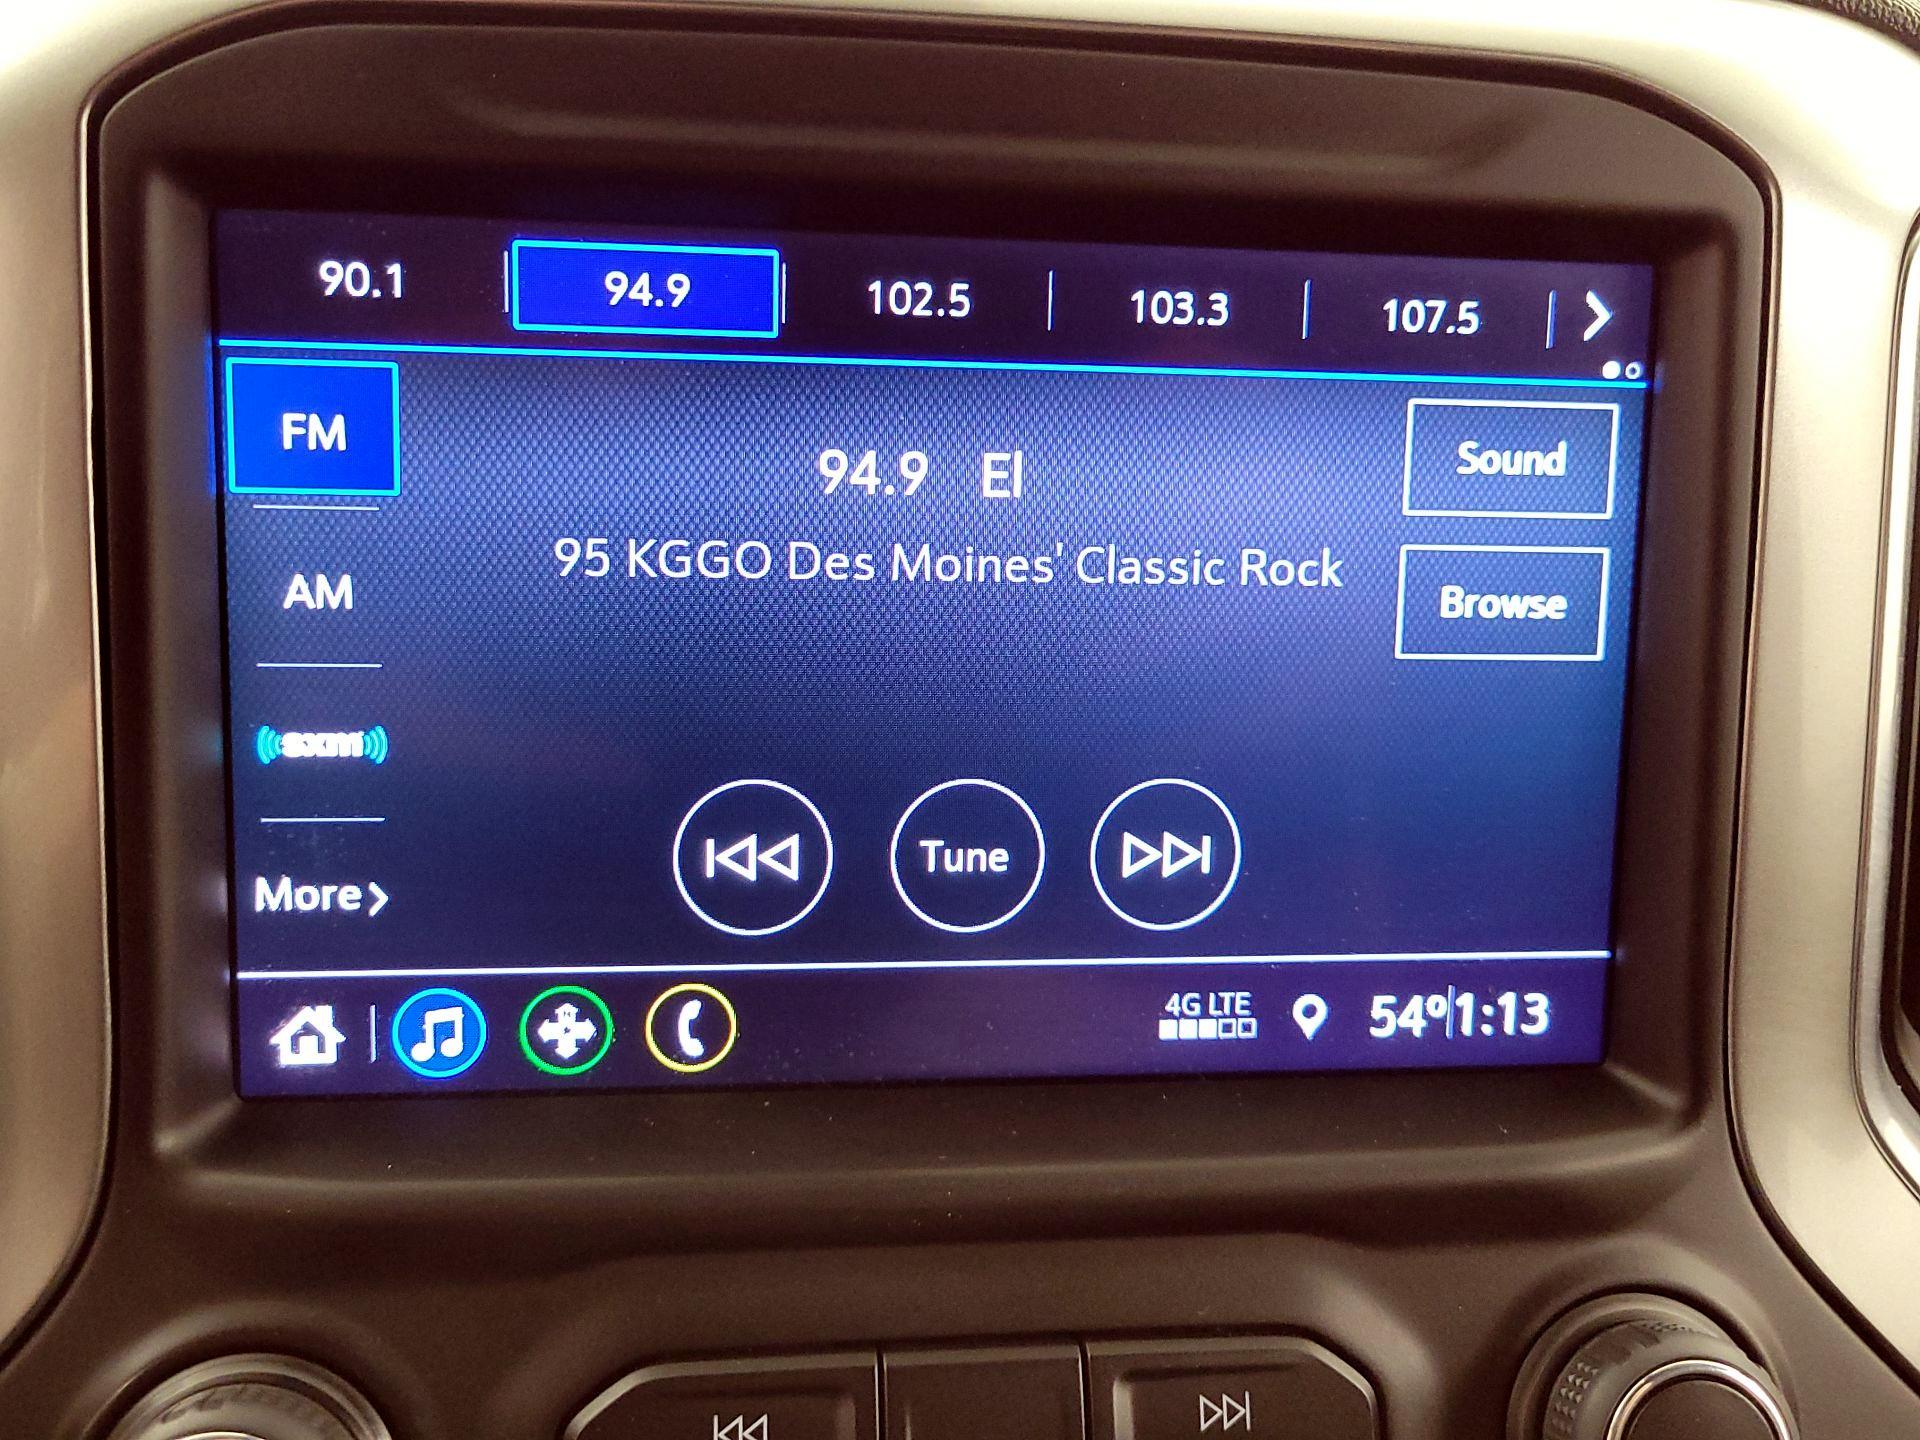 90.1 94.9 102.5 103.3 107.5
FM
94.9 El
Sound
95 KGGO Des Moines' Classic Rock
AM
Browse
sxm
More
Tune
4G LTE
54º 1:13